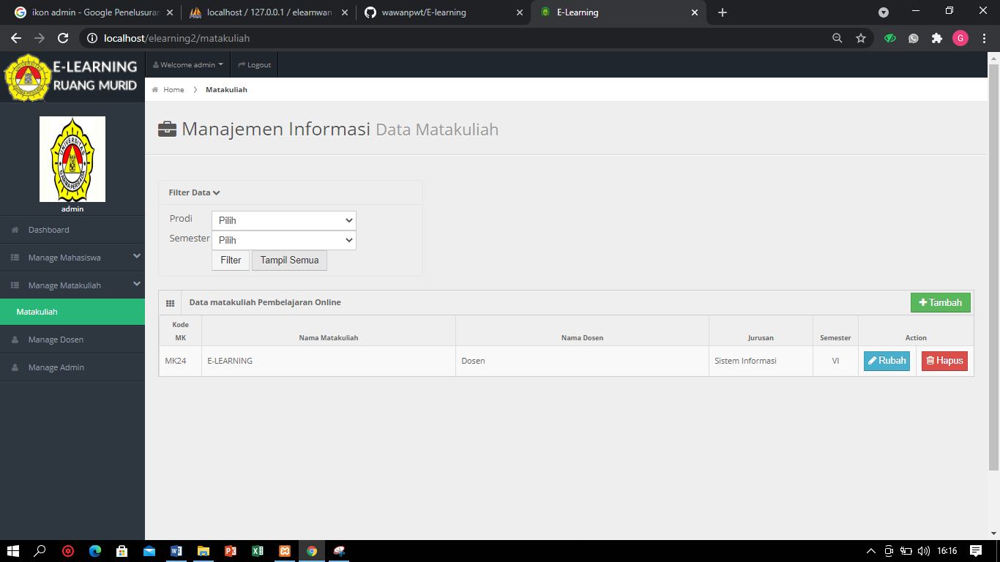 ikon admin - Google Penelusuran
localhost / 127.0.0.1 / elearnwan
wawanpwt/E-learning
E-Learning
localhost/elearning2/matakuliah
G
E-LEARNING
RUANG MURID
Welcome admin
Logout
Home
Matakuliah
Manajemen Informasi Data Matakuliah
UNIVERSITAS
DARMA PERSADA
admin
Dashboard
Manage Mahasiswa
Manage Matakuliah
Matakuliah
Manage Dosen
Manage Admin
Filter Data
Prodi Pilih
Semester Pilih
Filter Tampil Semua
Data matakuliah Pembelajaran Online
Tambah
Kode MK Nama Matakuliah Nama Dosen Jurusan Semester Action
MK24 E-LEARNING Dosen Sistem Informasi VI Rubah Hapus
16:16